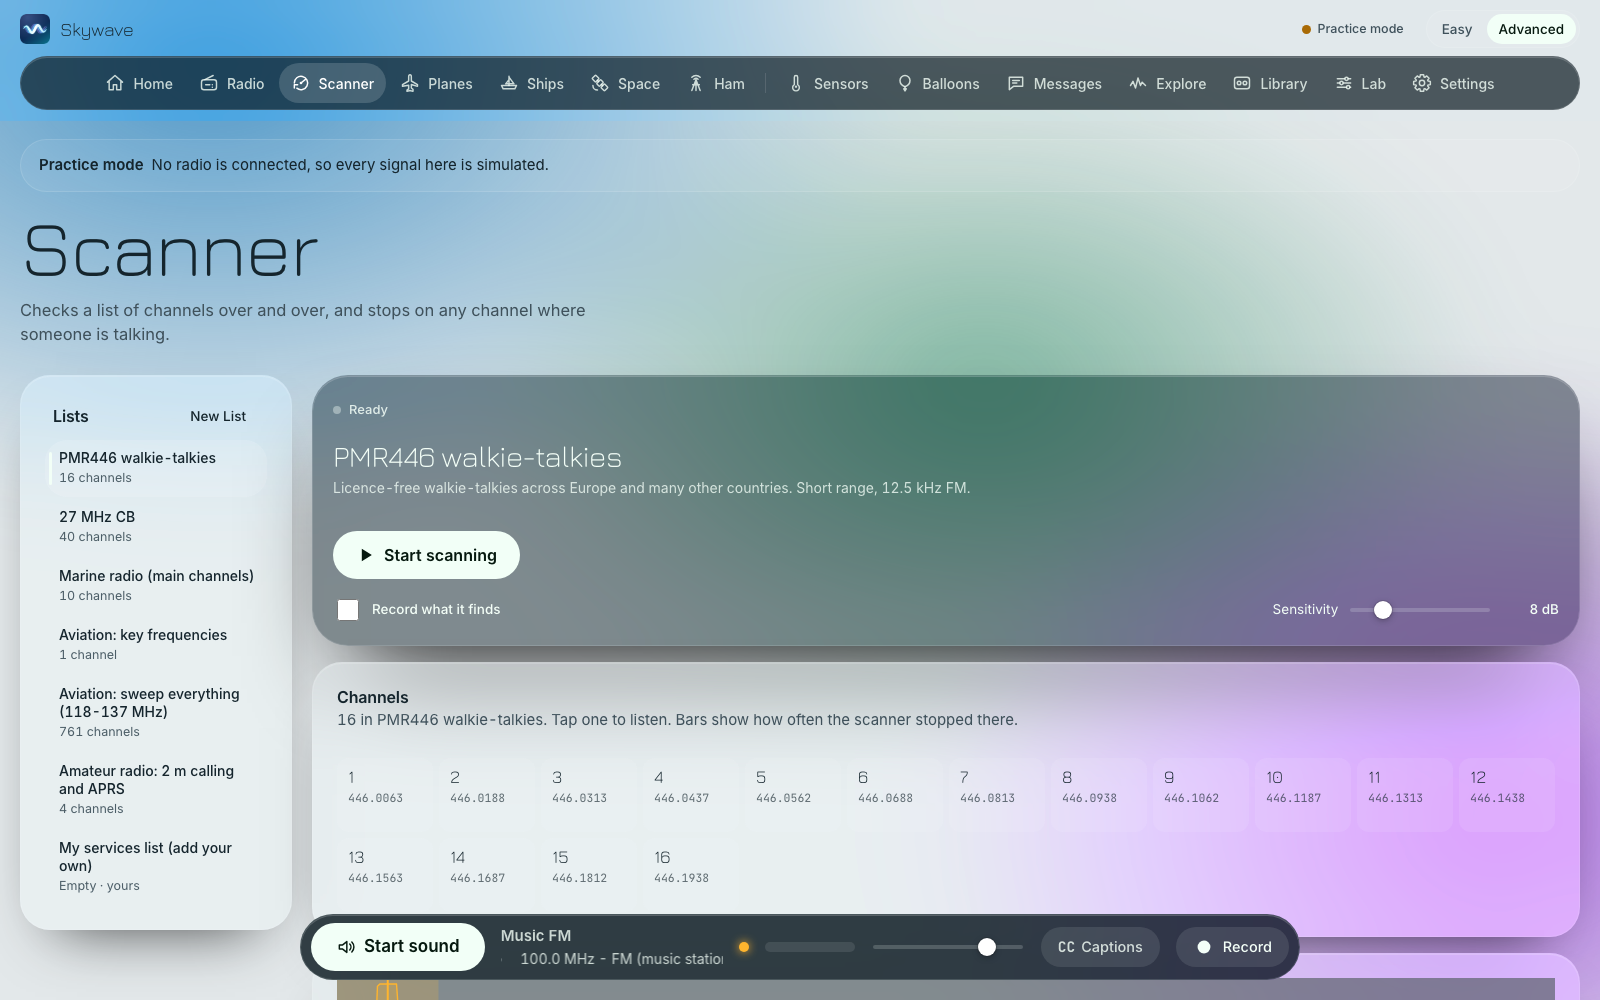 Skywave
Practice mode
Easy
Advanced
Home
Radio
Scanner
Planes
Ships
Space
Ham
Sensors
Balloons
Messages
Explore
Library
Lab
Settings
Practice mode No radio is connected, so every signal here is simulated.
Scanner
Checks a list of channels over and over, and stops on any channel where
someone is talking.
Lists
New List
PMR446 walkie-talkies
16 channels
27 MHz CB
40 channels
Marine radio (main channels)
10 channels
Aviation: key frequencies
1 channel
Aviation: sweep everything
(118-137 MHz)
761 channels
Amateur radio: 2 m calling
and APRS
4 channels
My services list (add your
own)
Empty · yours
Ready
PMR446 walkie-talkies
Licence-free walkie-talkies across Europe and many other countries. Short range, 12.5 kHz FM.
Start scanning
Record what it finds
Sensitivity
8 dB
Channels
16 in PMR446 walkie-talkies. Tap one to listen. Bars show how often the scanner stopped there.
1
446.0063
2
446.0188
3
446.0313
4
446.0437
5
446.0562
6
446.0688
7
446.0813
8
446.0938
9
446.1062
10
446.1187
11
446.1313
12
446.1438
13
446.1563
14
446.1687
15
446.1812
16
446.1938
Start sound
Music FM
100.0 MHz - FM (music station
CC Captions
Record